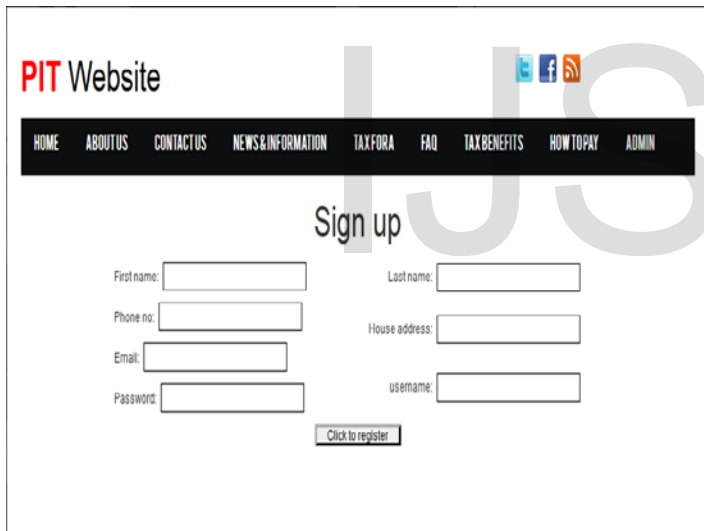 PIT Website
HOME ABOUT US CONTACT US NEWS & INFORMATION TAX FORA FAQ TAX BENEFITS HOW TO PAY ADMIN
Sign up
First name: Last name:
Phone no: House address:
Email:
Password: username:
Click to register
IJS